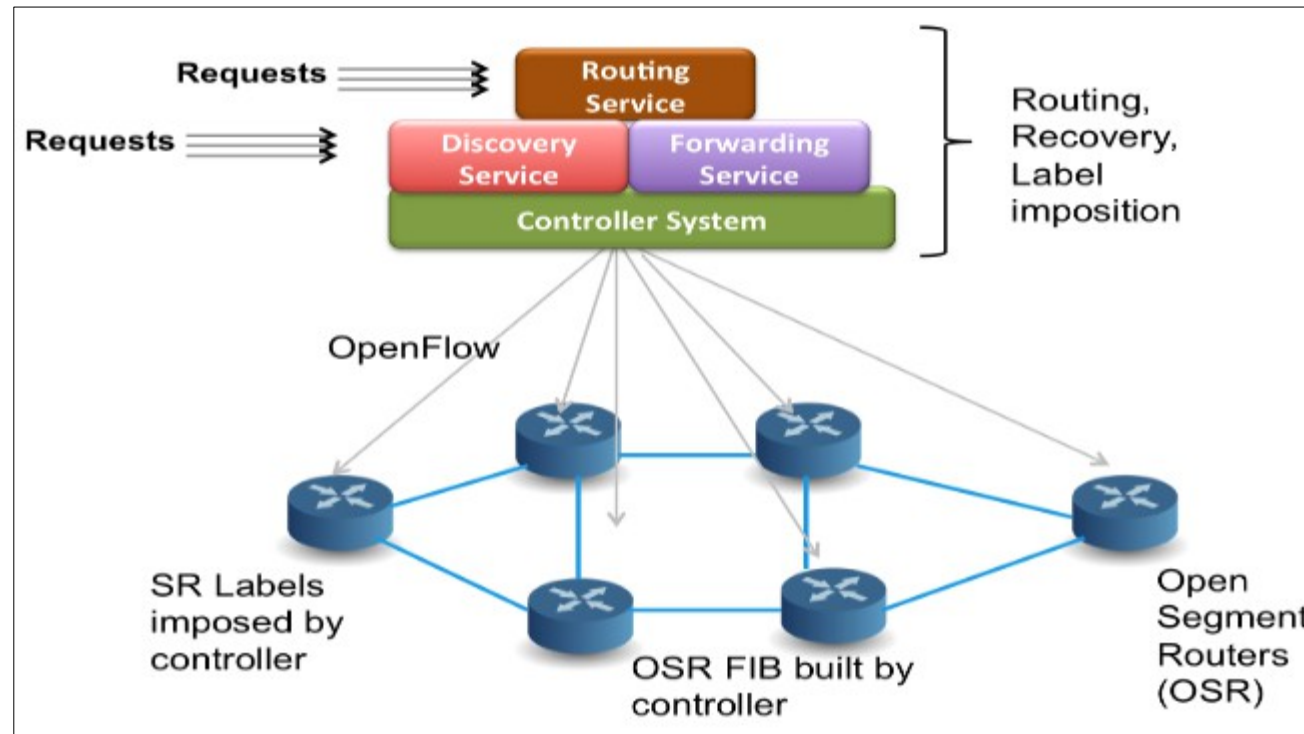 Requests
Routing
Service
Requests
Discovery
Service
Forwarding
Service
Controller System
Routing,
Recovery,
Label
imposition
OpenFlow
SR Labels
imposed by
controller
OSR FIB built by
controller
Open
Segment
Routers
(OSR)